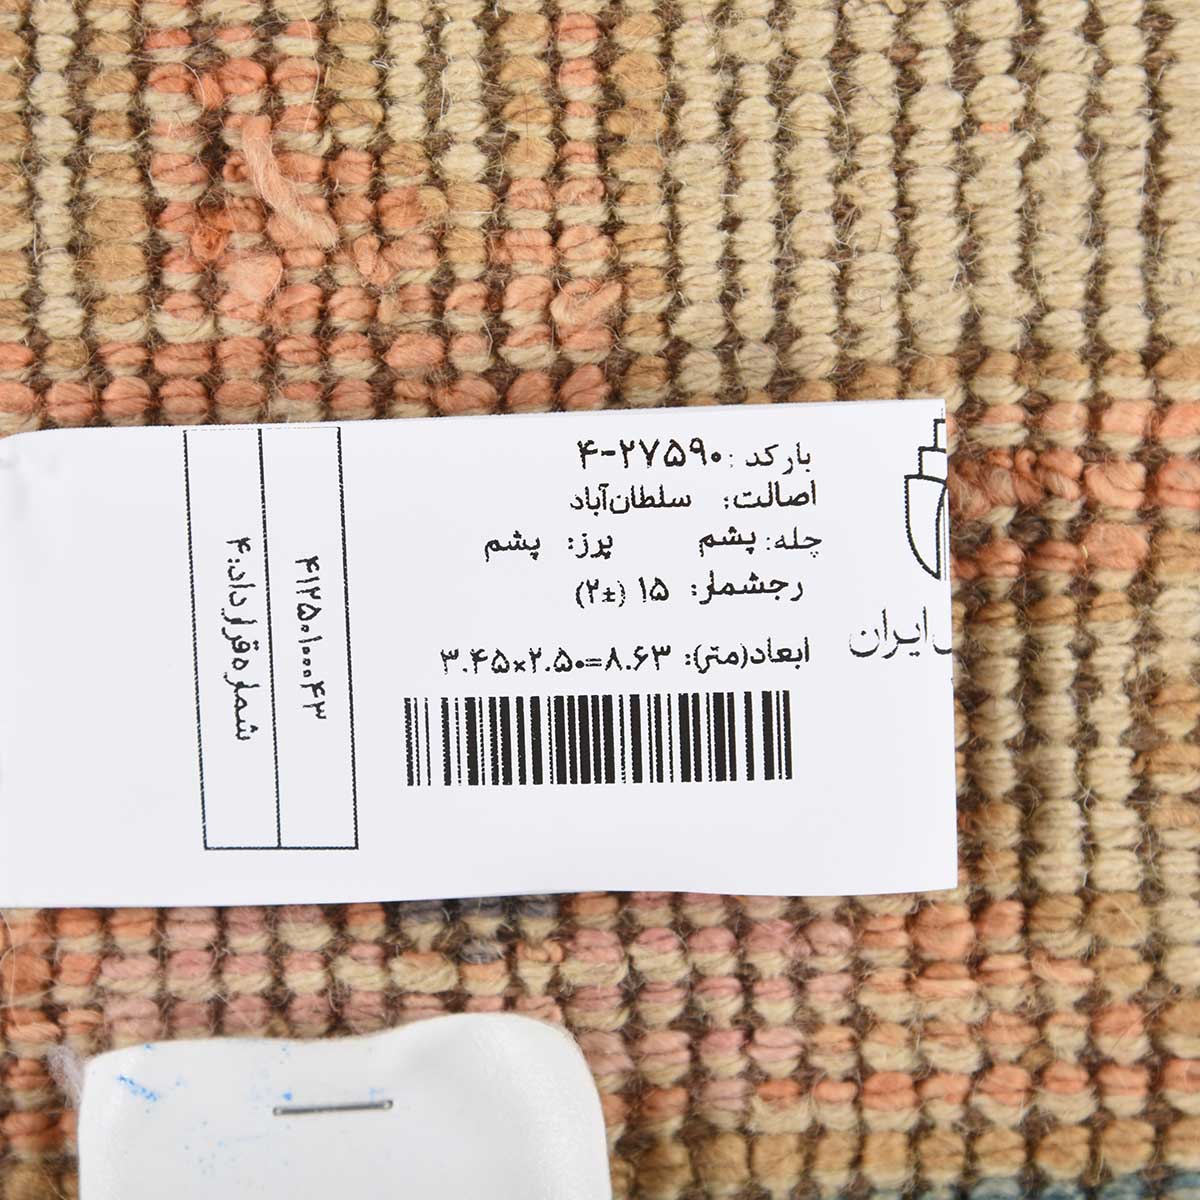 بارکد: ۴-۲۷۵۹۰
اصالت: سلطان‌آباد
چله: پشم پرز: پشم
رجشمار: ۱۵ (±۲)
ابعاد(متر): ۳.۴۵×۲.۵۰=۸.۶۳
ایران
۴۱۲۵۰۱۰۰۰۴۳
شماره قرارداد: ۴